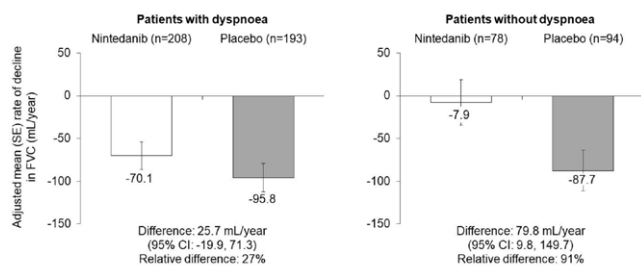 Patients with dyspnoea
Nintedanib (n=208) Placebo (n=193)
Adjusted mean (SE) rate of decline
in FVC (mL/year)
50
0
-50
-100
-150
-70.1
-95.8
Difference: 25.7 mL/year
(95% CI: -19.9, 71.3)
Relative difference: 27%
Patients without dyspnoea
Nintedanib (n=78) Placebo (n=94)
50
0
-50
-100
-150
-7.9
-87.7
Difference: 79.8 mL/year
(95% CI: 9.8, 149.7)
Relative difference: 91%